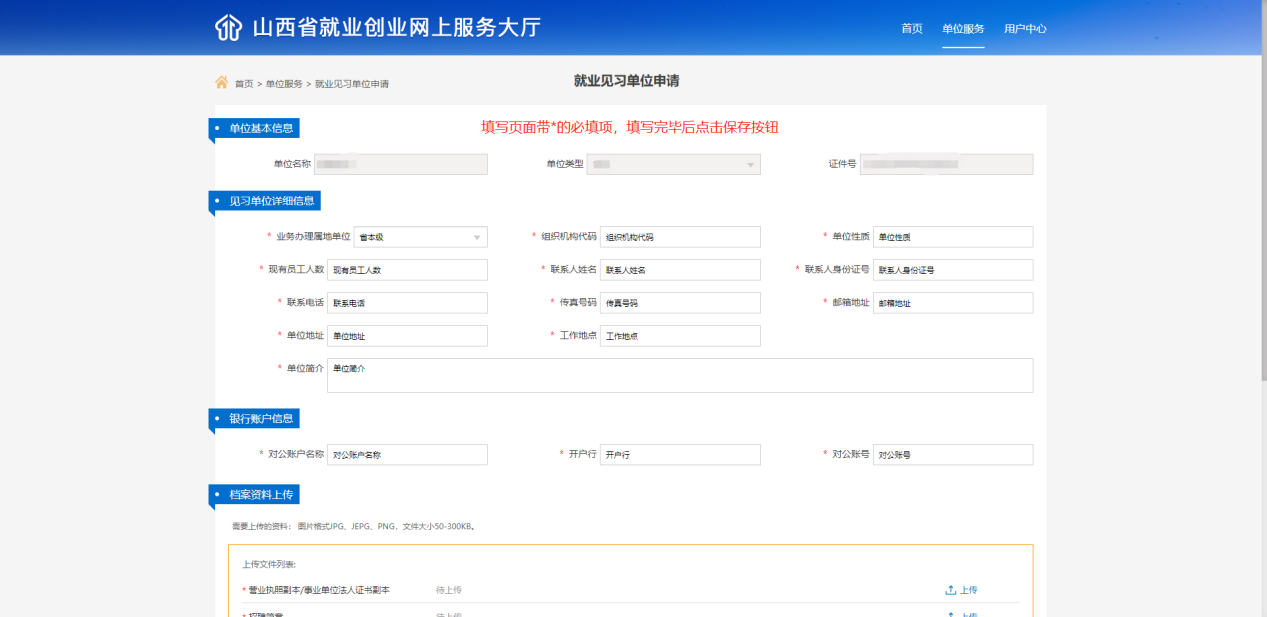 山西省就业创业网上服务大厅
首页 单位服务 用户中心
首页 > 单位服务 > 就业见习单位申请
就业见习单位申请
单位基本信息
填写页面带*的必填项，填写完毕后点击保存按钮
单位名称 单位类型 证件号
见习单位详细信息
* 业务办理属地单位 省本级 * 组织机构代码 组织机构代码 * 单位性质 单位性质
* 现有员工人数 现有员工人数 * 联系人姓名 联系人姓名 * 联系人身份证号 联系人身份证号
* 联系电话 联系电话 * 传真号码 传真号码 * 邮箱地址 邮箱地址
* 单位地址 单位地址 * 工作地点 工作地点
* 单位简介 单位简介
银行账户信息
* 对公账户名称 对公账户名称 * 开户行 开户行 * 对公账号 对公账号
档案资料上传
需要上传的资料： 图片格式JPG、JEPG、PNG，文件大小50-300KB。
上传文件列表:
* 营业执照副本/事业单位法人证书副本 待上传 上传
* 招聘简章 待上传 上传